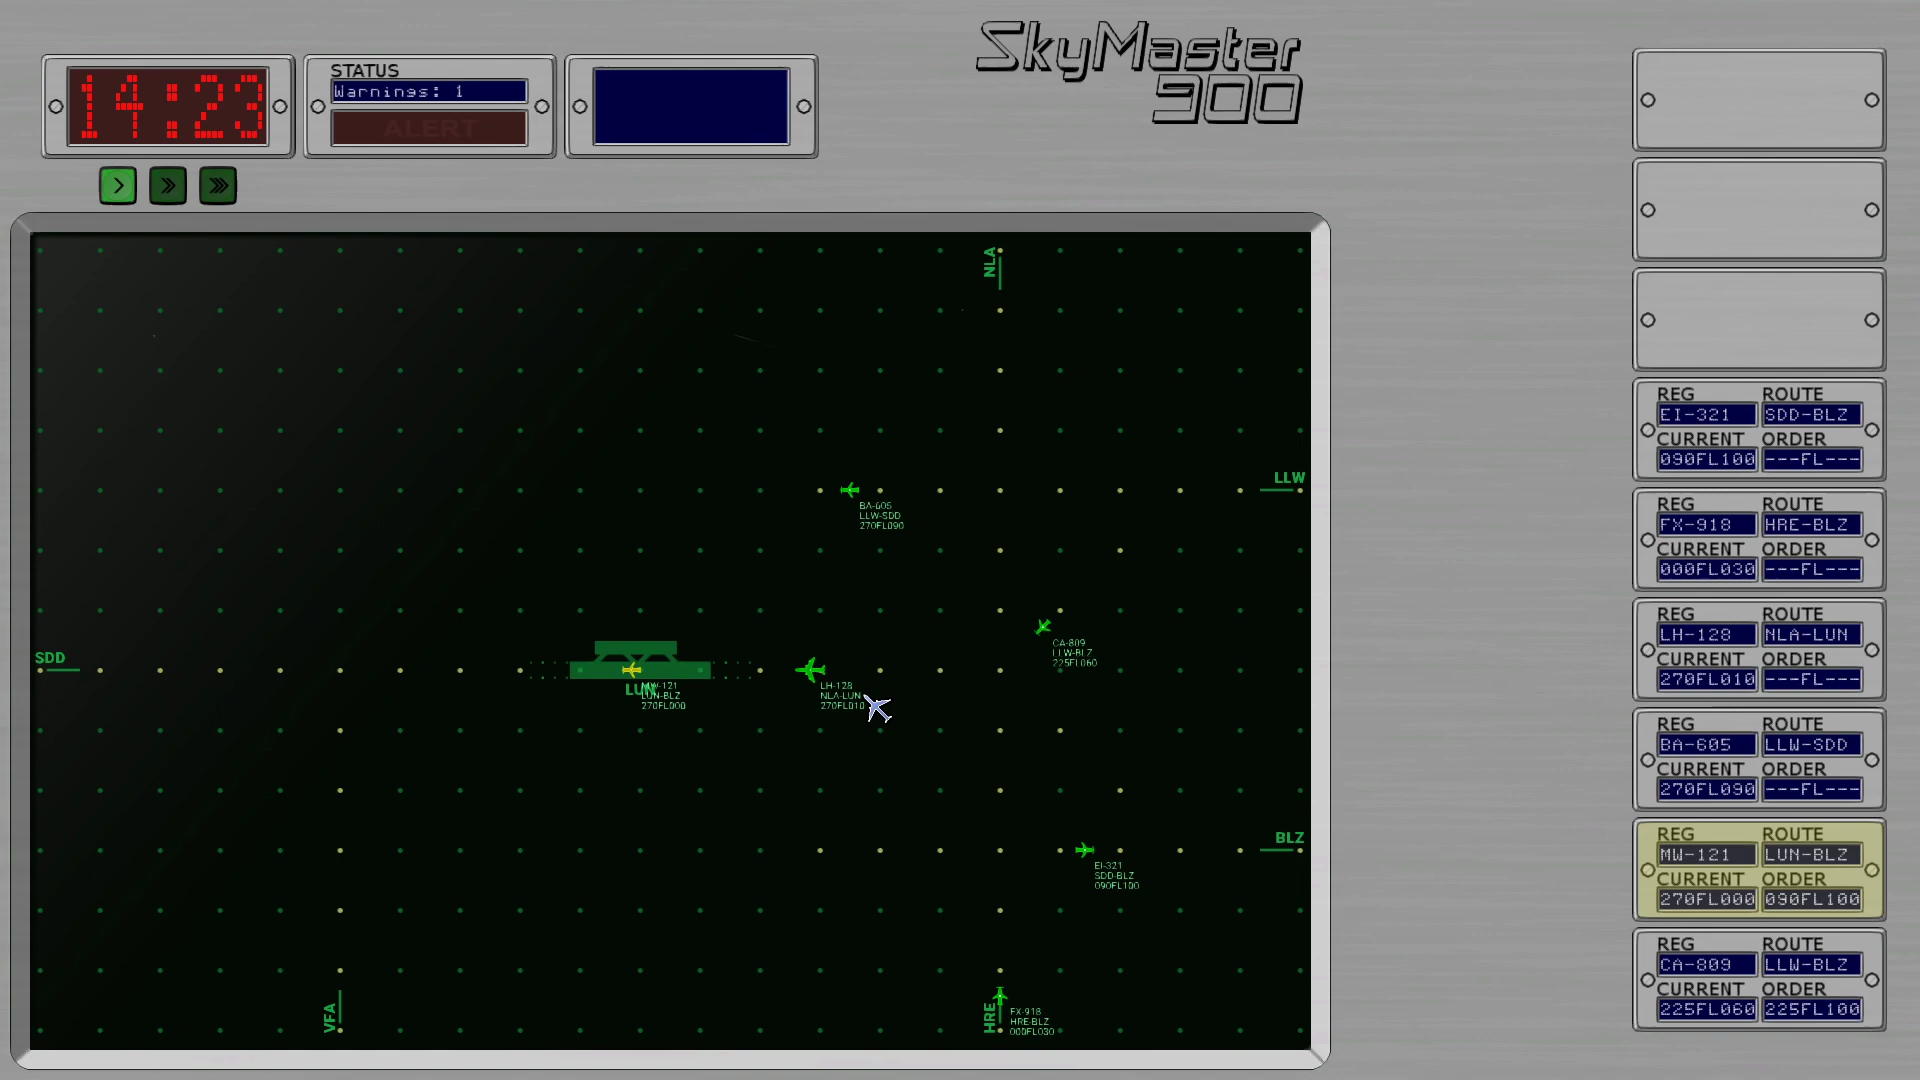 SkyMaster
900
14:23
STATUS
Warnings: 1
ALERT
NLA
LLW
BA-605
LLW-SDD
270FL090
CA-809
LLW-BLZ
225FL060
SDD
LUN
MW-121
LUN-BLZ
270FL000
LH-128
NLA-LUN
270FL010
BLZ
EI-321
SDD-BLZ
090FL100
VFA
HRE
FX-918
HRE-BLZ
000FL030
REG ROUTE
EI-321 SDD-BLZ
CURRENT ORDER
090FL100 ---FL---
REG ROUTE
FX-918 HRE-BLZ
CURRENT ORDER
000FL030 ---FL---
REG ROUTE
LH-128 NLA-LUN
CURRENT ORDER
270FL010 ---FL---
REG ROUTE
BA-605 LLW-SDD
CURRENT ORDER
270FL090 ---FL---
REG ROUTE
MW-121 LUN-BLZ
CURRENT ORDER
270FL000 090FL100
REG ROUTE
CA-809 LLW-BLZ
CURRENT ORDER
225FL060 225FL100